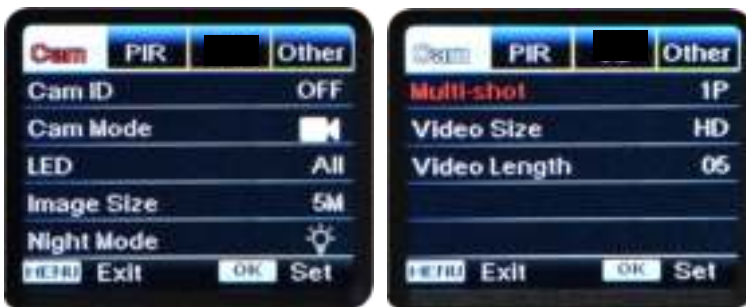 Cam PIR Other
Cam ID OFF
Cam Mode
LED All
Image Size 5M
Night Mode
MENU Exit OK Set
Cam PIR Other
Multi-shot 1P
Video Size HD
Video Length 05
MENU Exit OK Set